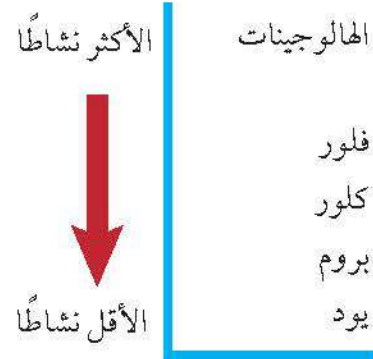 الهالوجينات
فلور
كلور
بروم
يود
الأكثر نشاطًا
الأقل نشاطًا